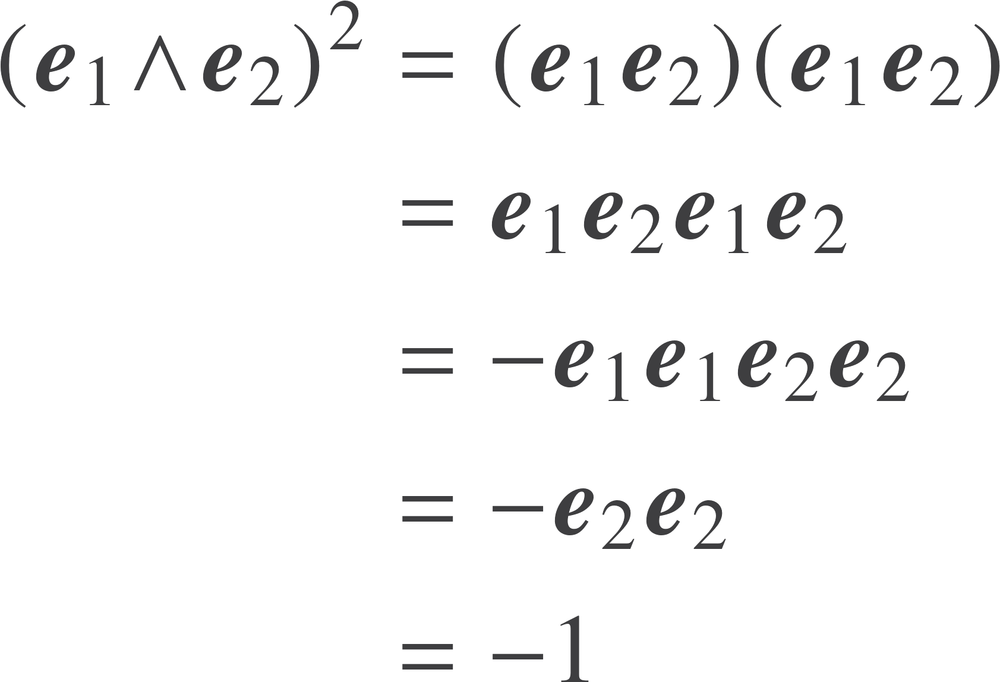 (e₁∧e₂)² = (e₁e₂)(e₁e₂)
= e₁e₂e₁e₂
= −e₁e₁e₂e₂
= −e₂e₂
= −1